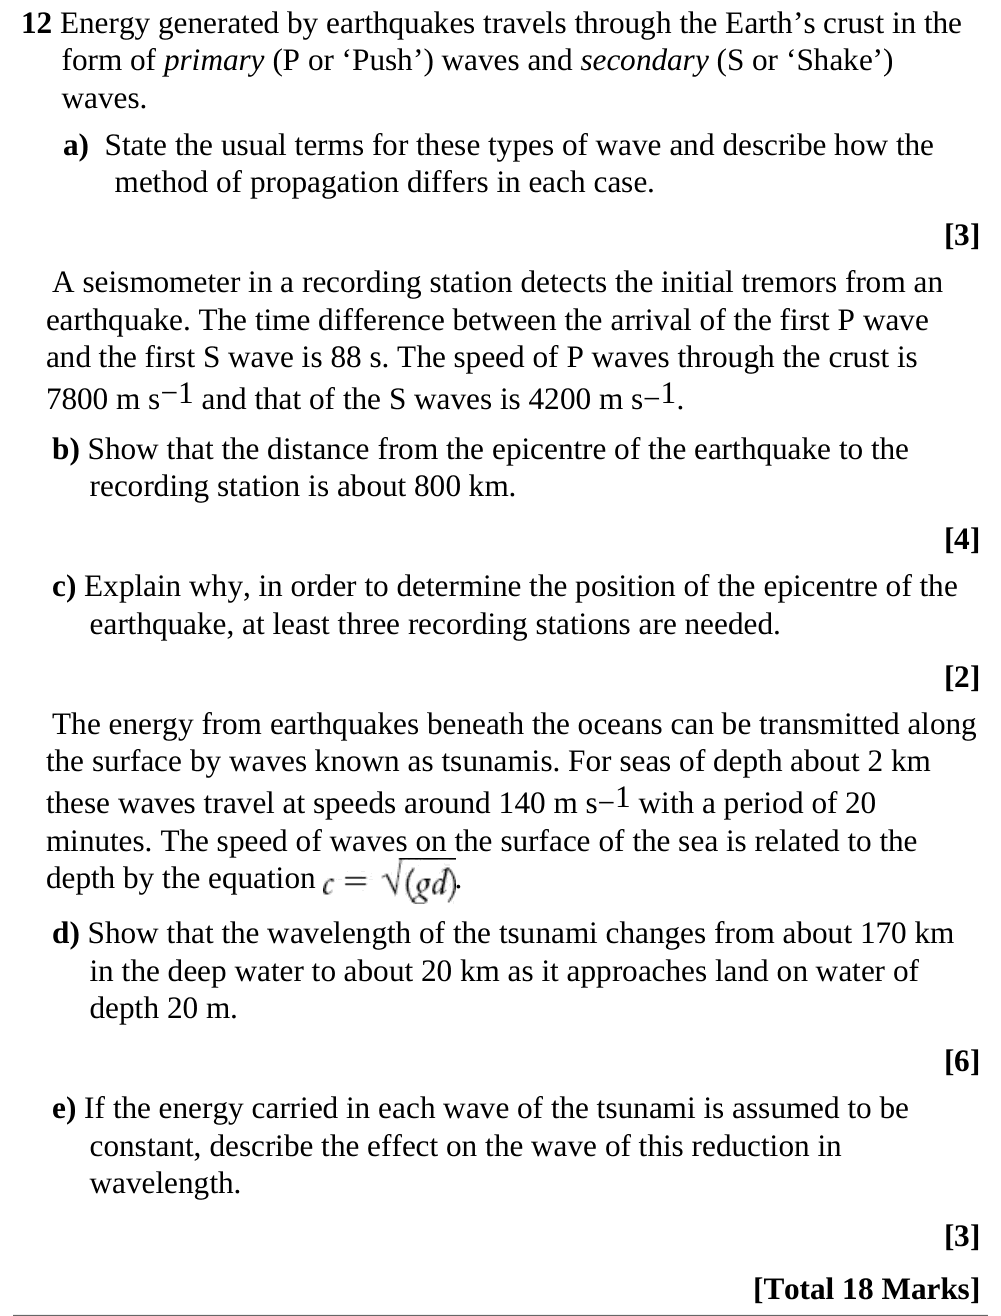 12 Energy generated by earthquakes travels through the Earth’s crust in the
form of primary (P or ‘Push’) waves and secondary (S or ‘Shake’)
waves.
a) State the usual terms for these types of wave and describe how the
method of propagation differs in each case.
[3]
A seismometer in a recording station detects the initial tremors from an
earthquake. The time difference between the arrival of the first P wave
and the first S wave is 88 s. The speed of P waves through the crust is
7800 m s−1 and that of the S waves is 4200 m s−1.
b) Show that the distance from the epicentre of the earthquake to the
recording station is about 800 km.
[4]
c) Explain why, in order to determine the position of the epicentre of the
earthquake, at least three recording stations are needed.
[2]
The energy from earthquakes beneath the oceans can be transmitted along
the surface by waves known as tsunamis. For seas of depth about 2 km
these waves travel at speeds around 140 m s−1 with a period of 20
minutes. The speed of waves on the surface of the sea is related to the
depth by the equation c = √(gd).
d) Show that the wavelength of the tsunami changes from about 170 km
in the deep water to about 20 km as it approaches land on water of
depth 20 m.
[6]
e) If the energy carried in each wave of the tsunami is assumed to be
constant, describe the effect on the wave of this reduction in
wavelength.
[3]
[Total 18 Marks]